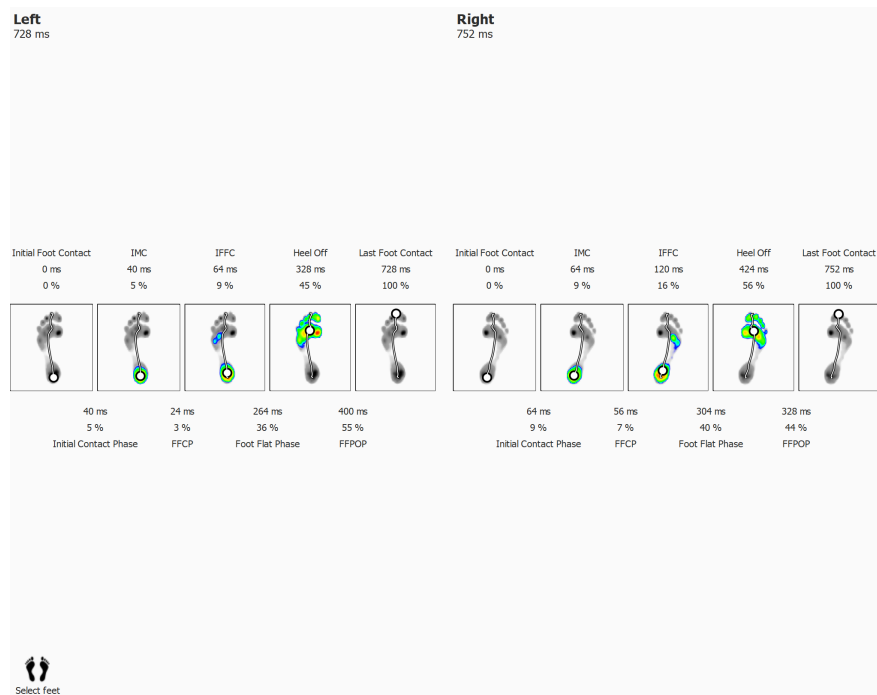 Left
728 ms
Right
752 ms
Initial Foot Contact IMC IFFC Heel Off Last Foot Contact
0 ms 40 ms 64 ms 328 ms 728 ms
0 % 5 % 9 % 45 % 100 %
40 ms 24 ms 264 ms 400 ms
5 % 3 % 36 % 55 %
Initial Contact Phase FFCP Foot Flat Phase FFPOP
Initial Foot Contact IMC IFFC Heel Off Last Foot Contact
0 ms 64 ms 120 ms 424 ms 752 ms
0 % 9 % 16 % 56 % 100 %
64 ms 56 ms 304 ms 328 ms
9 % 7 % 40 % 44 %
Initial Contact Phase FFCP Foot Flat Phase FFPOP
Select feet